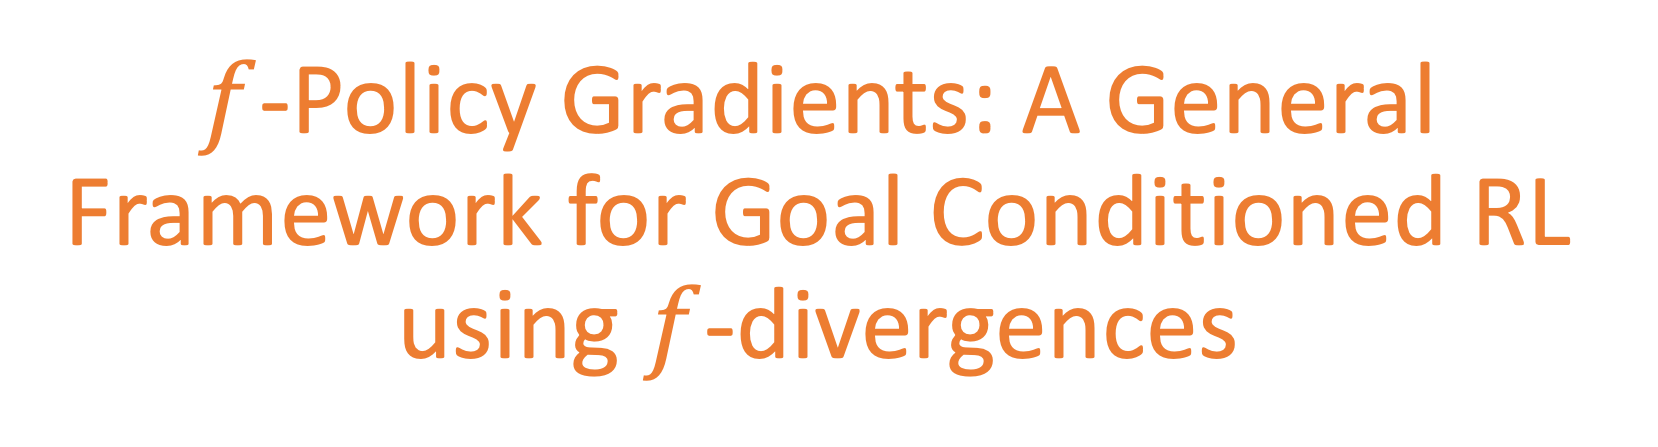 f-Policy Gradients: A General
Framework for Goal Conditioned RL
using f-divergences